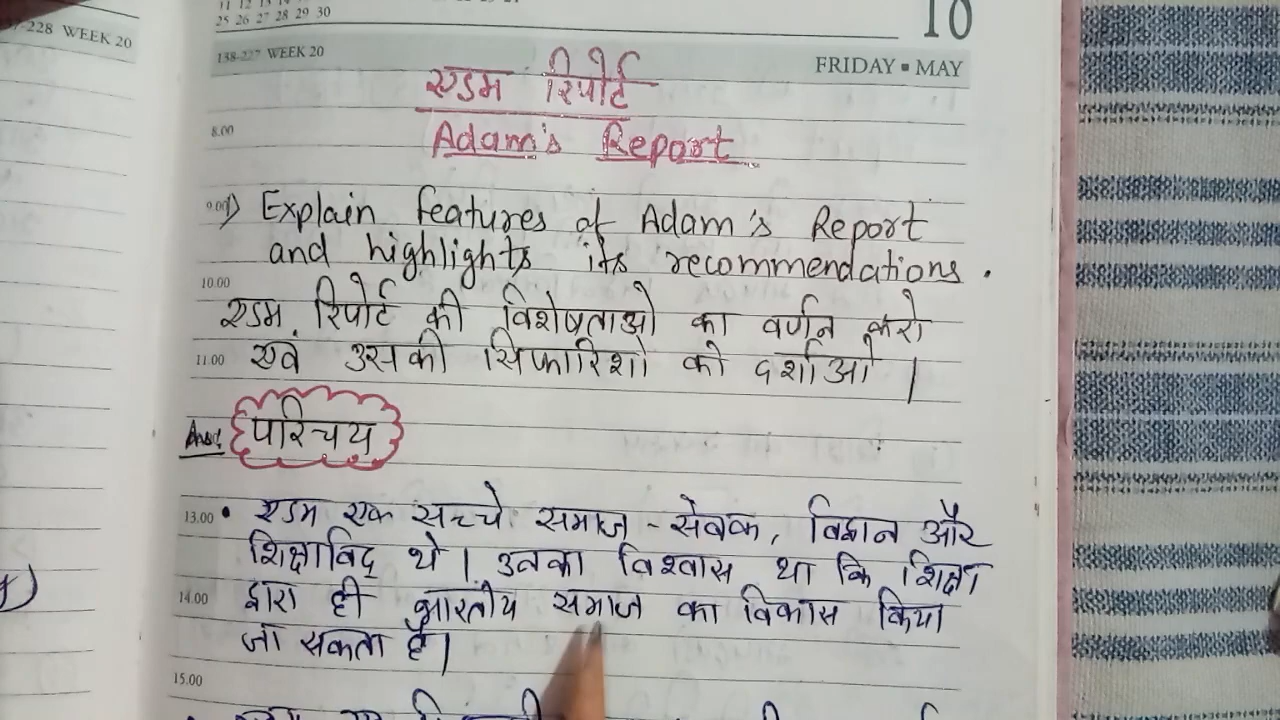 11 12 13 14
25 26 27 28 29 30
10
-228 WEEK 20
138-227 WEEK 20
FRIDAY ▪ MAY
एडम रिपोर्ट
8.00
Adam's Report
9.00
1) Explain features of Adam's Report
and highlights its recommendations.
10.00
एडम रिपोर्ट की विशेषताओ का वर्णन करो
11.00
एवं उसकी सिफारिशो को दर्शाओ।
Ans:
परिचय
13.00
• एडम एक सच्चे समाज-सेवक, विद्वान और
शिक्षाविद् थे। उनका विश्वास था कि शिक्षा
14.00
द्वारा ही भारतीय समाज का विकास किया
जा सकता है।
15.00